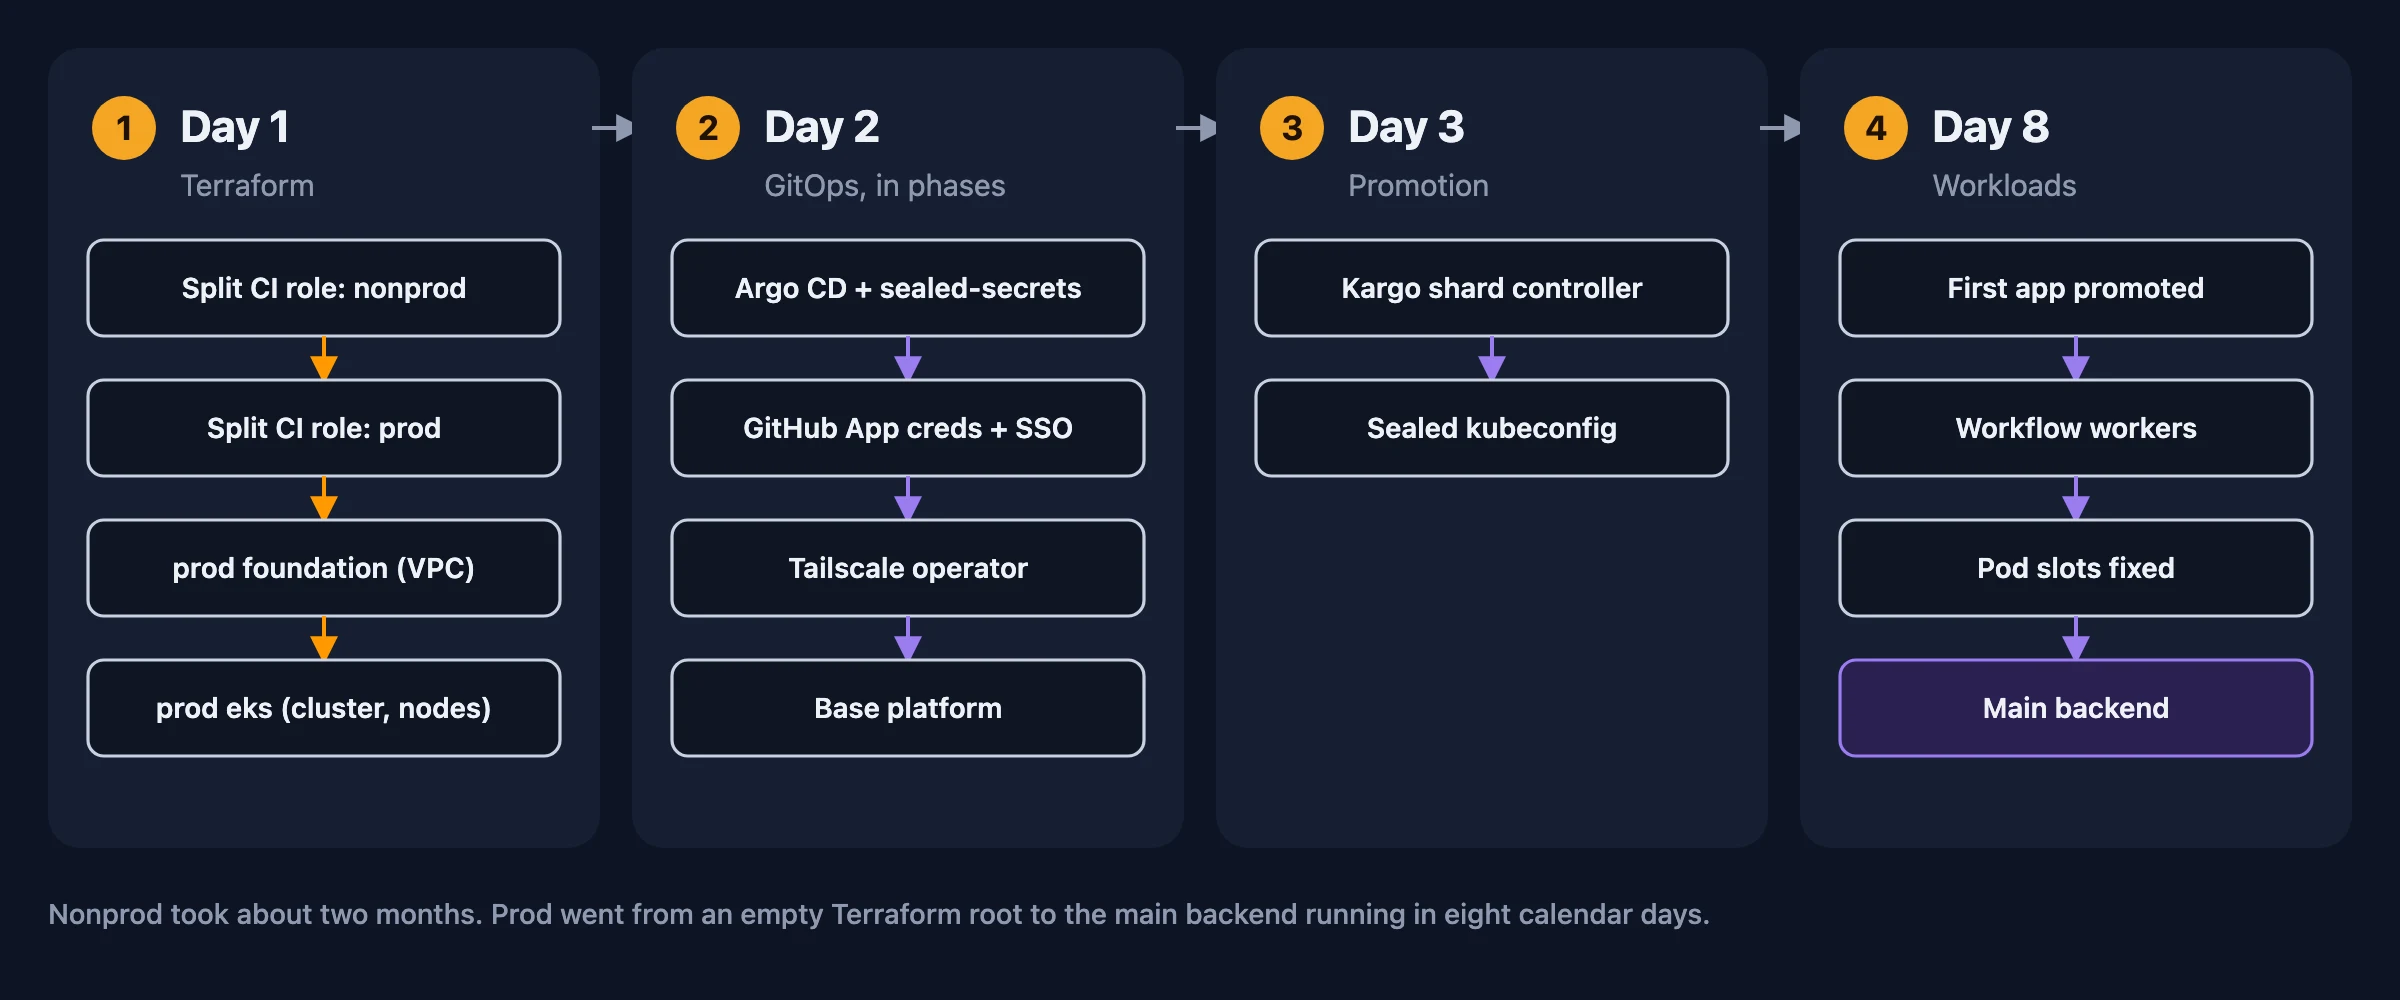 1
Day 1
Terraform
Split CI role: nonprod
Split CI role: prod
prod foundation (VPC)
prod eks (cluster, nodes)
2
Day 2
GitOps, in phases
Argo CD + sealed-secrets
GitHub App creds + SSO
Tailscale operator
Base platform
3
Day 3
Promotion
Kargo shard controller
Sealed kubeconfig
4
Day 8
Workloads
First app promoted
Workflow workers
Pod slots fixed
Main backend
Nonprod took about two months. Prod went from an empty Terraform root to the main backend running in eight calendar days.